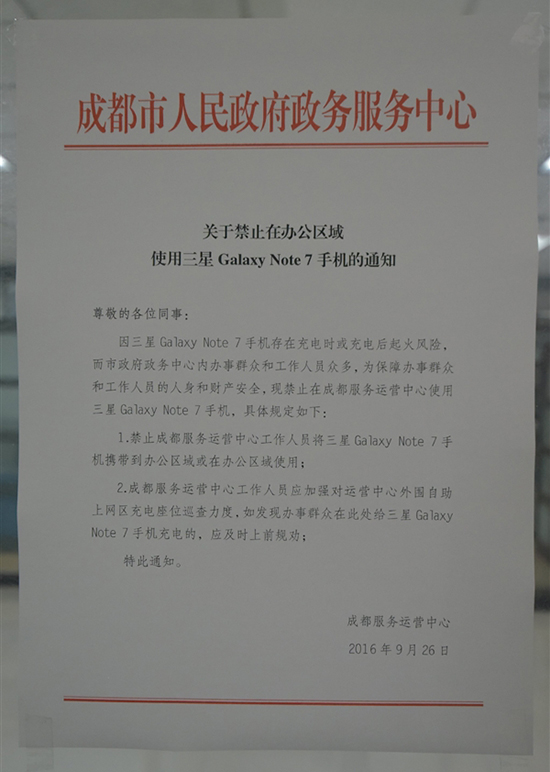 成都市人民政府政务服务中心
关于禁止在办公区域
使用三星 Galaxy Note 7 手机的通知
尊敬的各位同事：
因三星 Galaxy Note 7 手机存在充电时或充电后起火风险，
而市政府政务中心内办事群众和工作人员众多，为保障办事群众
和工作人员的人身和财产安全，现禁止在成都服务运营中心使用
三星 Galaxy Note 7 手机，具体规定如下：
1.禁止成都服务运营中心工作人员将三星 Galaxy Note 7 手
机携带到办公区域或在办公区域使用；
2.成都服务运营中心工作人员应加强对运营中心外国自助
上网区充电座位巡查力度，如发现办事群众在此处给三星 Galaxy
Note 7 手机充电的，应及时上前规劝；
特此通知。
成都服务运营中心
2016 年 9 月 26 日